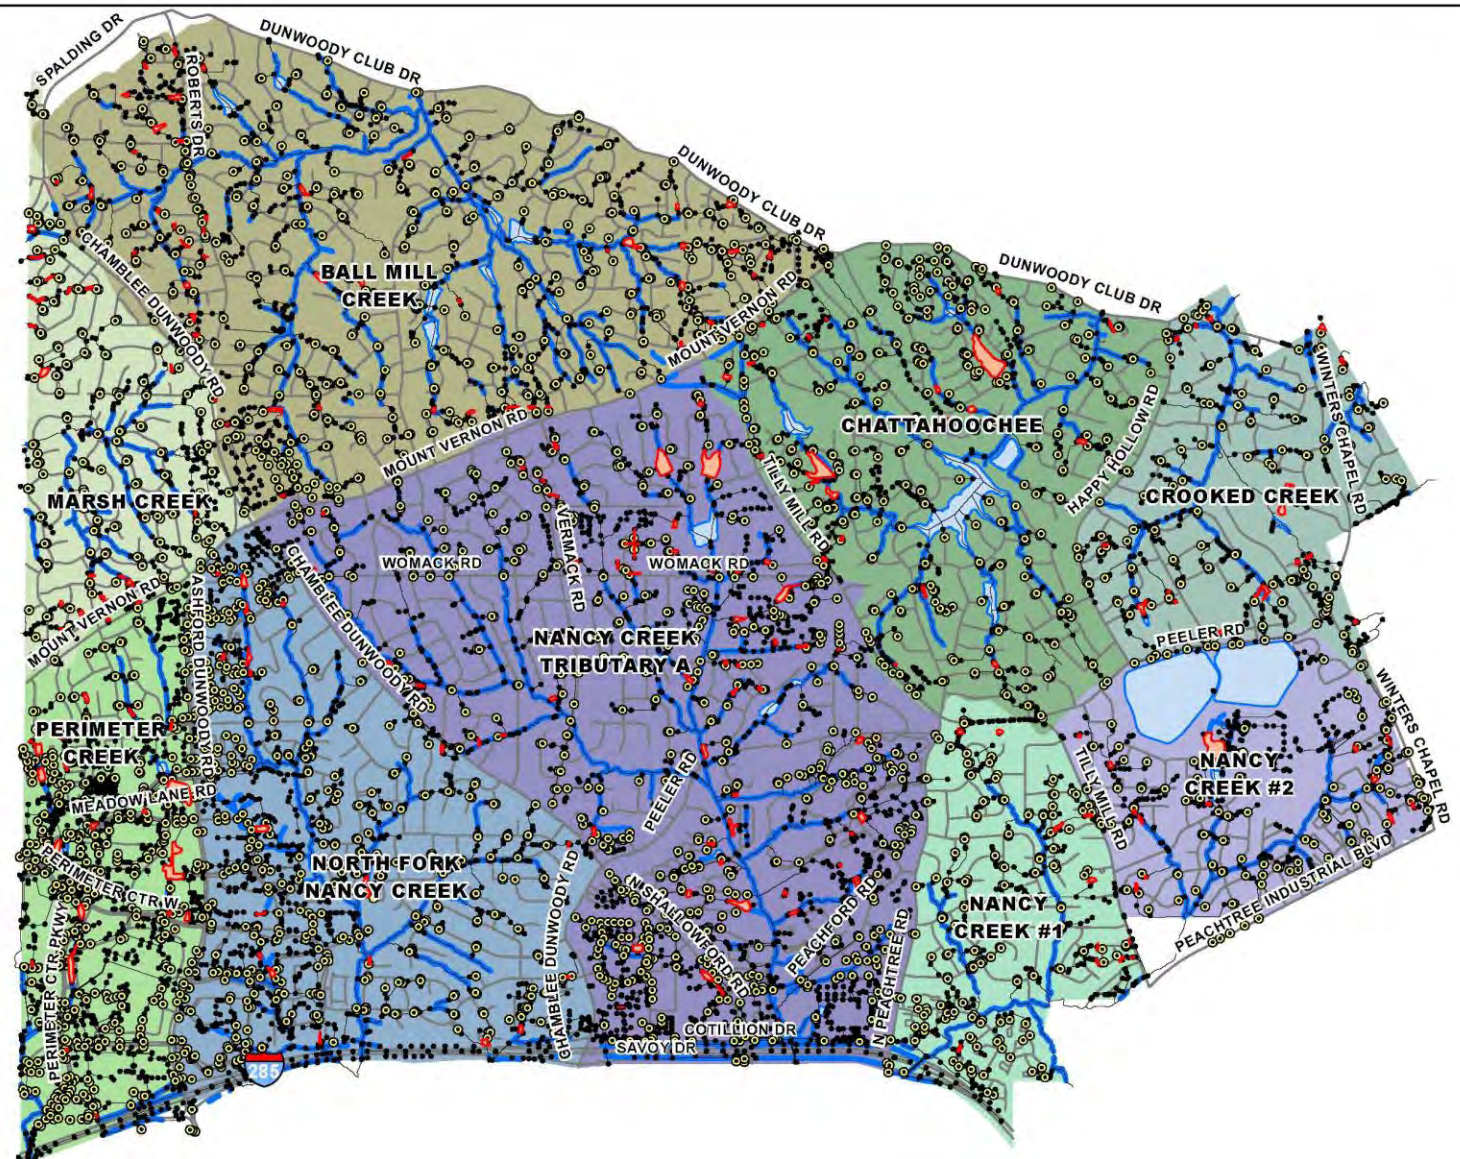 SPALDING DR
DUNWOODY CLUB DR
ROBERTS DR
DUNWOODY CLUB DR
DUNWOODY CLUB DR
CHAMBLEE DUNWOODY RD
BALL MILL
CREEK
MOUNT VERNON RD
WINTERS CHAPEL RD
HAPPY HOLLOW RD
MOUNT VERNON RD
CHATTAHOOCHEE
TILLY MILL RD
MARSH CREEK
CROOKED CREEK
VERMACK RD
CHAMBLEE DUNWOODY RD
WOMACK RD
WOMACK RD
MOUNT VERNON RD
ASHFORD DUNWOODY RD
NANCY CREEK
TRIBUTARY A
PEELER RD
WINTERS CHAPEL RD
PERIMETER
CREEK
TILLY MILL RD
NANCY
CREEK #2
MEADOW LANE RD
PEELER RD
PERIMETER CTR W
NORTH FORK
NANCY CREEK
PEACHTREE INDUSTRIAL BLVD
CHAMBLEE DUNWOODY RD
N SHALLOWFORD RD
PEACHFORD RD
N PEACHTREE RD
NANCY
CREEK #1
PERIMETER CTR PKWY
COTILLION DR
SAVOY DR
285